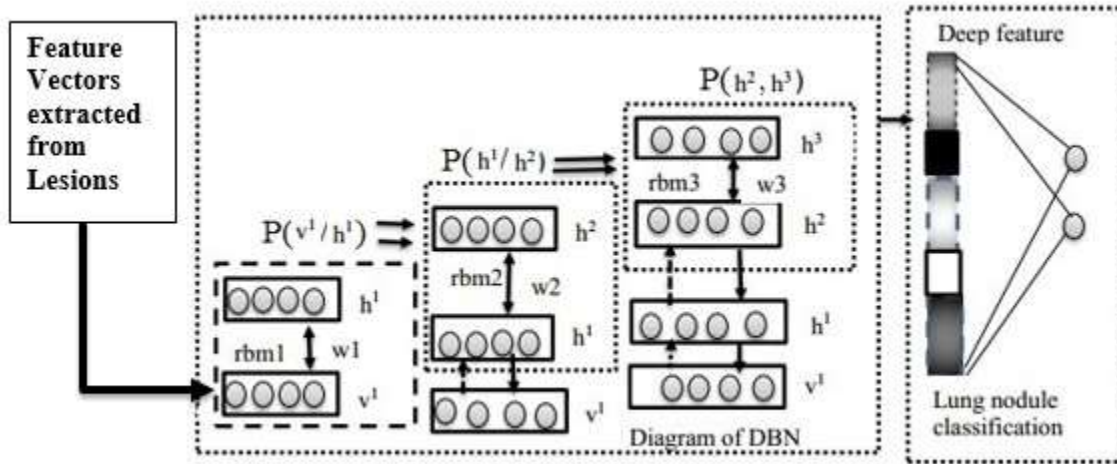 Feature
Vectors
extracted
from
Lesions
P(v¹/h¹)
h¹
rbm1
w1
v¹
P(h¹/h²)
h²
rbm2
w2
h¹
v¹
P(h²,h³)
h³
rbm3
w3
h²
h¹
v¹
Diagram of DBN
Deep feature
Lung nodule
classification